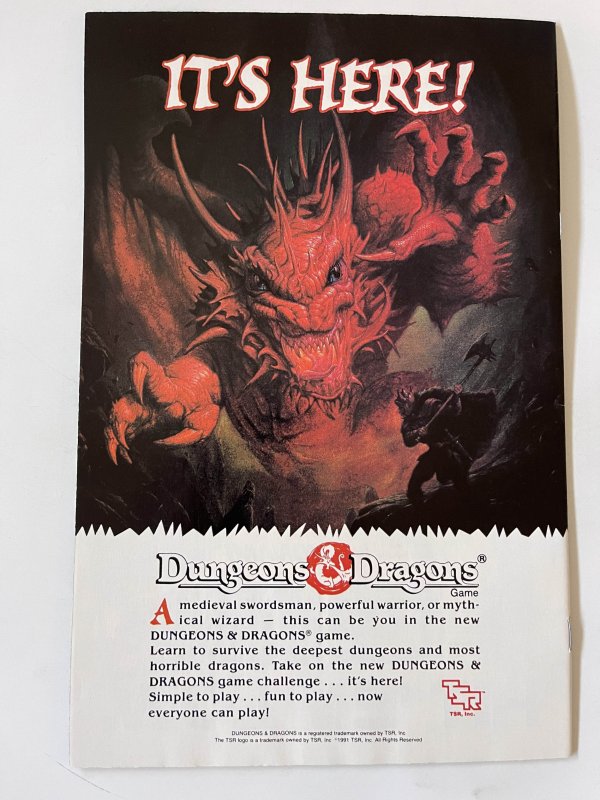 IT'S HERE!
Dungeons & Dragons®
Game
A medieval swordsman, powerful warrior, or myth-
ical wizard — this can be you in the new
DUNGEONS & DRAGONS® game.
Learn to survive the deepest dungeons and most
horrible dragons. Take on the new DUNGEONS &
DRAGONS game challenge . . . it's here!
Simple to play . . . fun to play . . . now
everyone can play!
TSR™
TSR, Inc.
DUNGEONS & DRAGONS is a registered trademark owned by TSR, Inc
The TSR logo is a trademark owned by TSR, Inc ©1991 TSR, Inc. All Rights Reserved